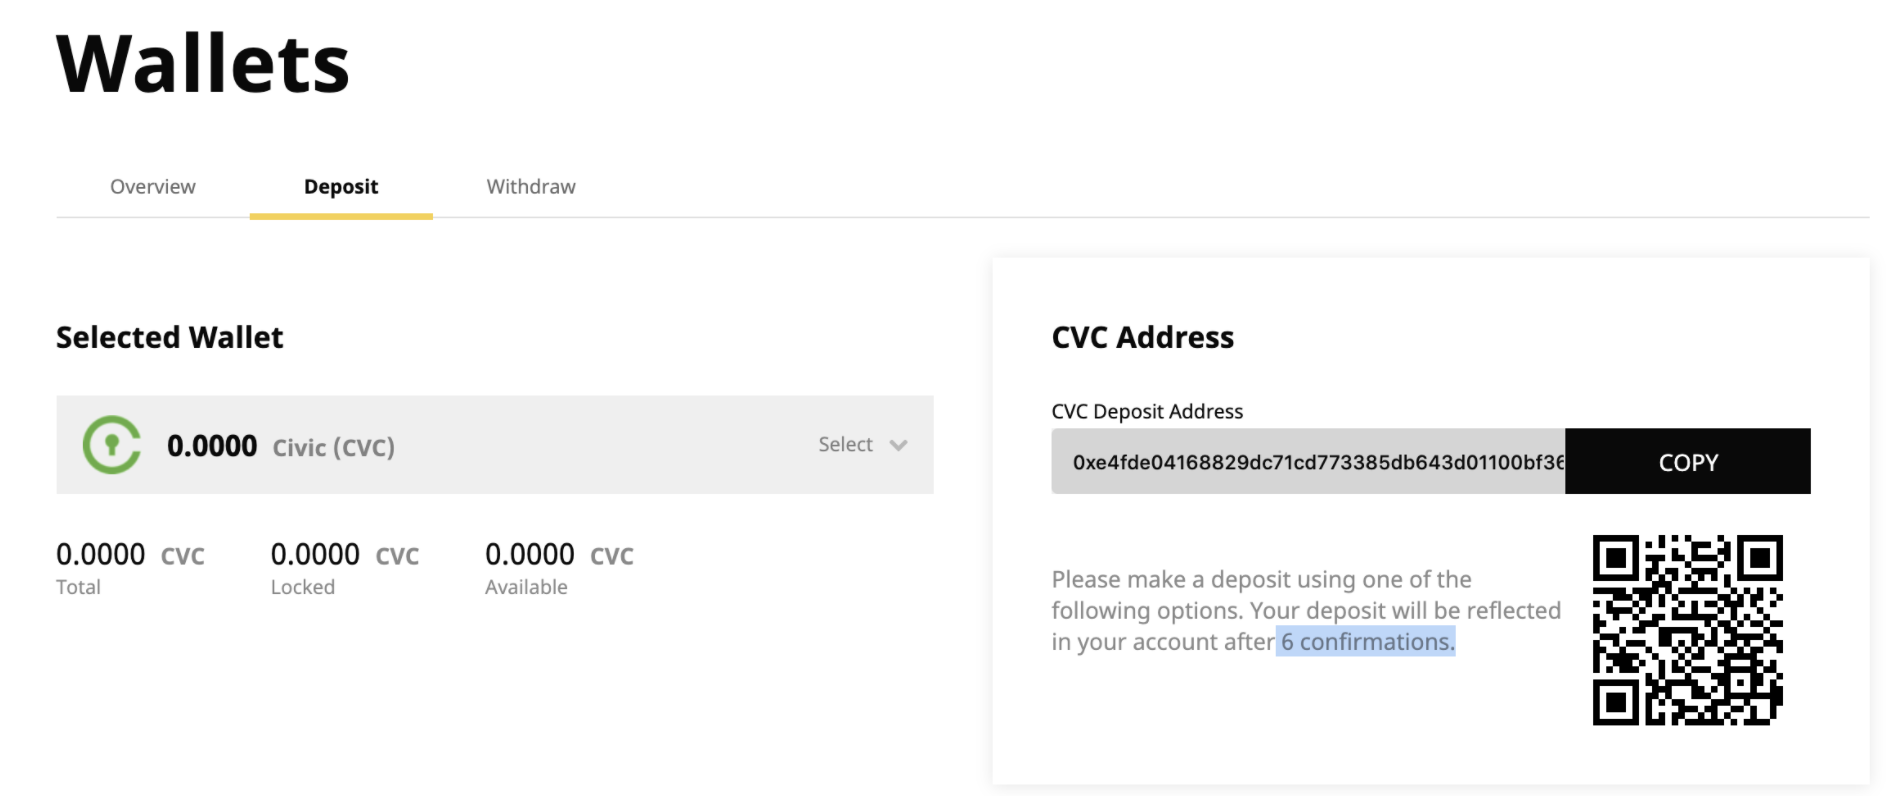 Wallets
Overview Deposit Withdraw
Selected Wallet
0.0000 Civic (CVC) Select
0.0000 CVC 0.0000 CVC 0.0000 CVC
Total Locked Available
CVC Address
CVC Deposit Address
0xe4fde04168829dc71cd773385db643d01100bf36 COPY
Please make a deposit using one of the
following options. Your deposit will be reflected
in your account after 6 confirmations.